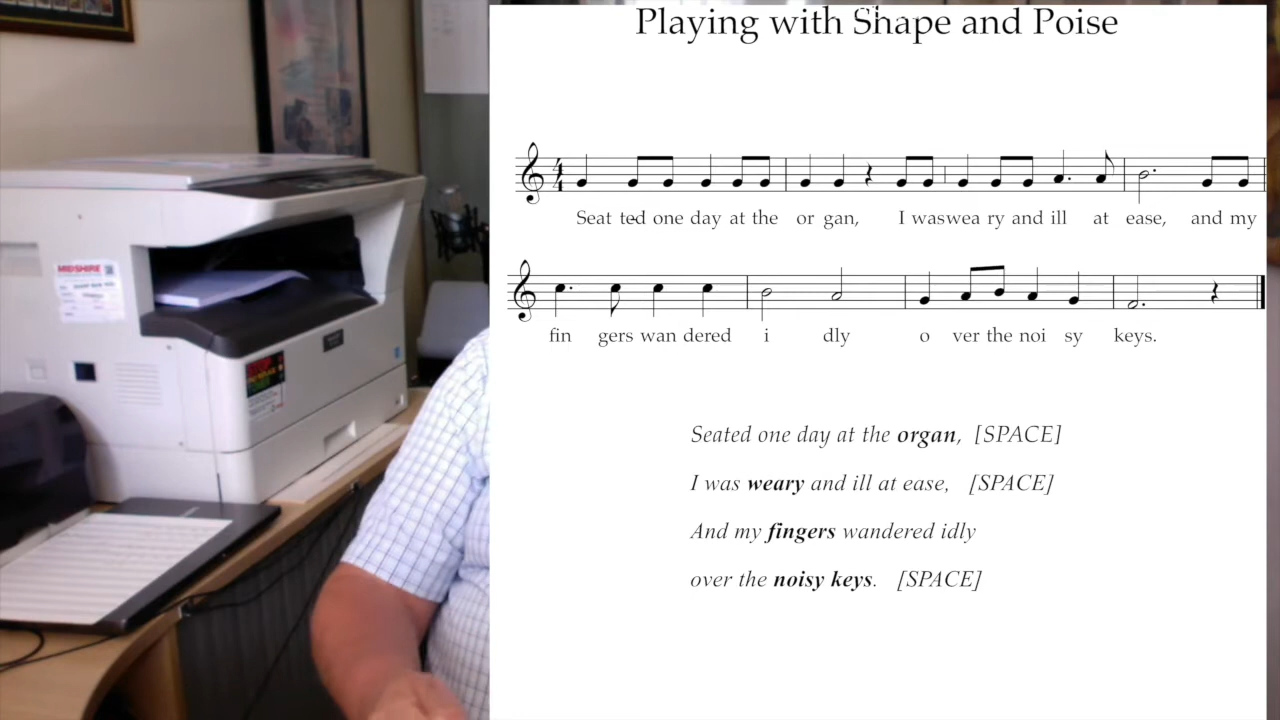 Playing with Shape and Poise
Seat ted one day at the or gan, I was wea ry and ill at ease, and my
fin gers wan dered i dly o ver the noi sy keys.
Seated one day at the organ, [SPACE]
I was weary and ill at ease, [SPACE]
And my fingers wandered idly
over the noisy keys. [SPACE]
MIDSHIRE